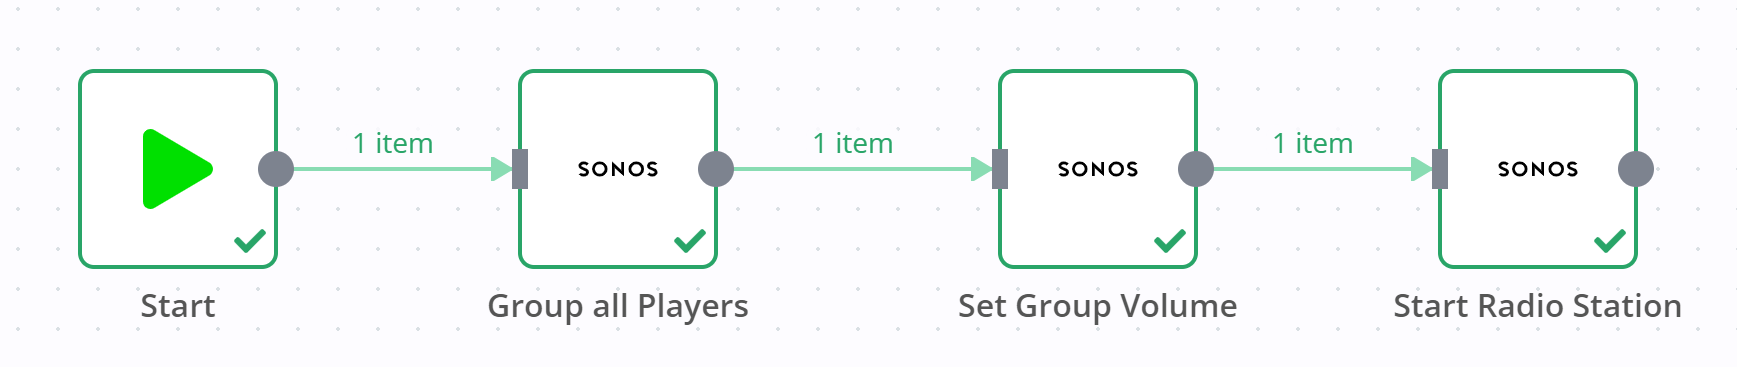 1 item
1 item
1 item
SONOS
SONOS
SONOS
Start
Group all Players
Set Group Volume
Start Radio Station